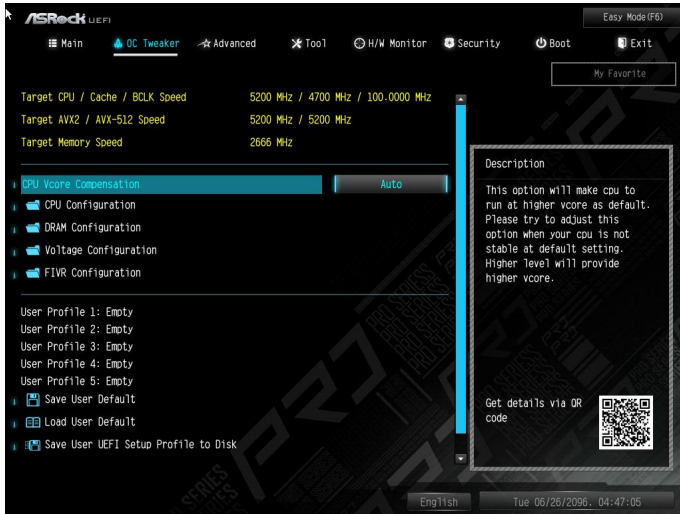 ASRock UEFI
Easy Mode(F6)
Main OC Tweaker Advanced Tool H/W Monitor Security Boot Exit
My Favorite
Target CPU / Cache / BCLK Speed 5200 MHz / 4700 MHz / 100.0000 MHz
Target AVX2 / AVX-512 Speed 5200 MHz / 5200 MHz
Target Memory Speed 2666 MHz
CPU Vcore Compensation Auto
CPU Configuration
DRAM Configuration
Voltage Configuration
FIVR Configuration
User Profile 1: Empty
User Profile 2: Empty
User Profile 3: Empty
User Profile 4: Empty
User Profile 5: Empty
Save User Default
Load User Default
Save User UEFI Setup Profile to Disk
Description
This option will make cpu to
run at higher vcore as default.
Please try to adjust this
option when your cpu is not
stable at default setting.
Higher level will provide
higher vcore.
Get details via QR
code
English
Tue 06/26/2096. 04:47:05
PRO
SERIES